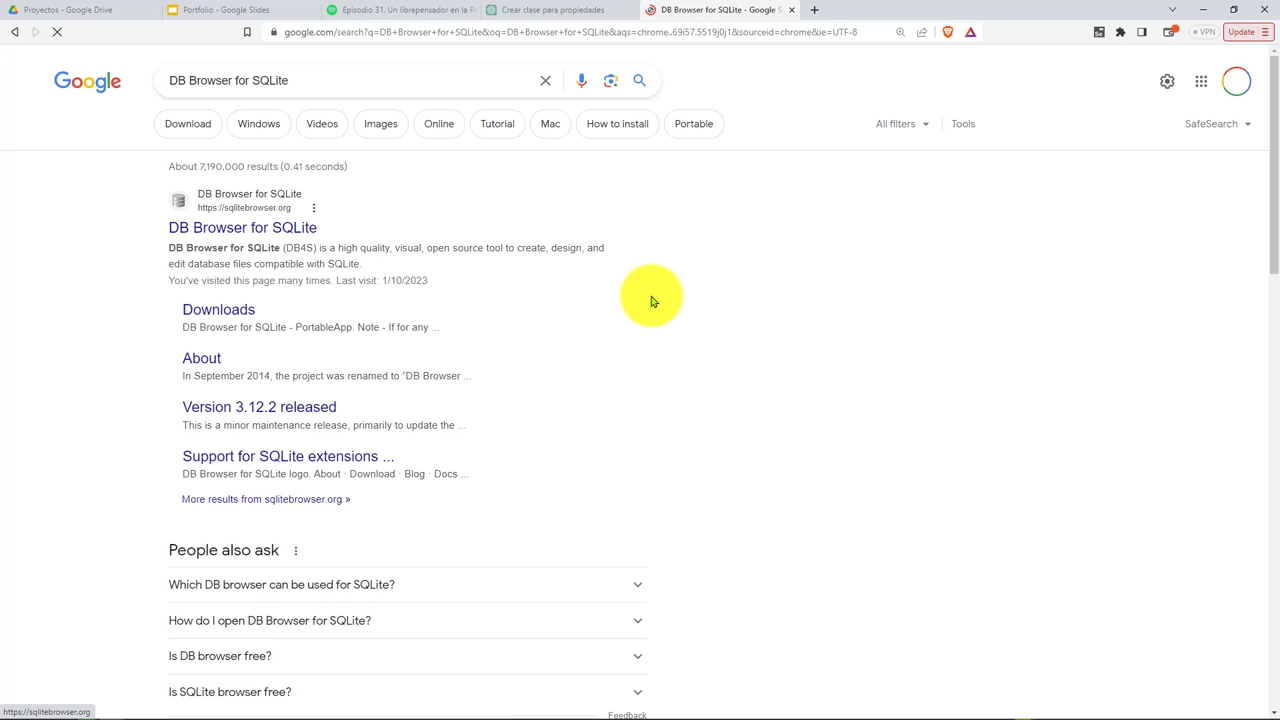 Proyectos - Google Drive
Portfolio - Google Slides
Episodio 31. Un librepensador en la Re
Crear clase para propiedades
DB Browser for SQLite - Google S
google.com/search?q=DB+Browser+for+SQLite&oq=DB+Browser+for+SQLite&aqs=chrome..69i57.5519j0j1&sourceid=chrome&ie=UTF-8
VPN
Update
Google
DB Browser for SQLite
Download
Windows
Videos
Images
Online
Tutorial
Mac
How to install
Portable
All filters
Tools
SafeSearch
About 7,190,000 results (0.41 seconds)
DB Browser for SQLite
https://sqlitebrowser.org
DB Browser for SQLite
DB Browser for SQLite (DB4S) is a high quality, visual, open source tool to create, design, and
edit database files compatible with SQLite.
You've visited this page many times. Last visit: 1/10/2023
Downloads
DB Browser for SQLite - PortableApp. Note - If for any ...
About
In September 2014, the project was renamed to “DB Browser ...
Version 3.12.2 released
This is a minor maintenance release, primarily to update the ...
Support for SQLite extensions ...
DB Browser for SQLite logo. About · Download · Blog · Docs ...
More results from sqlitebrowser.org »
People also ask
Which DB browser can be used for SQLite?
How do I open DB Browser for SQLite?
Is DB browser free?
Is SQLite browser free?
Feedback
https://sqlitebrowser.org